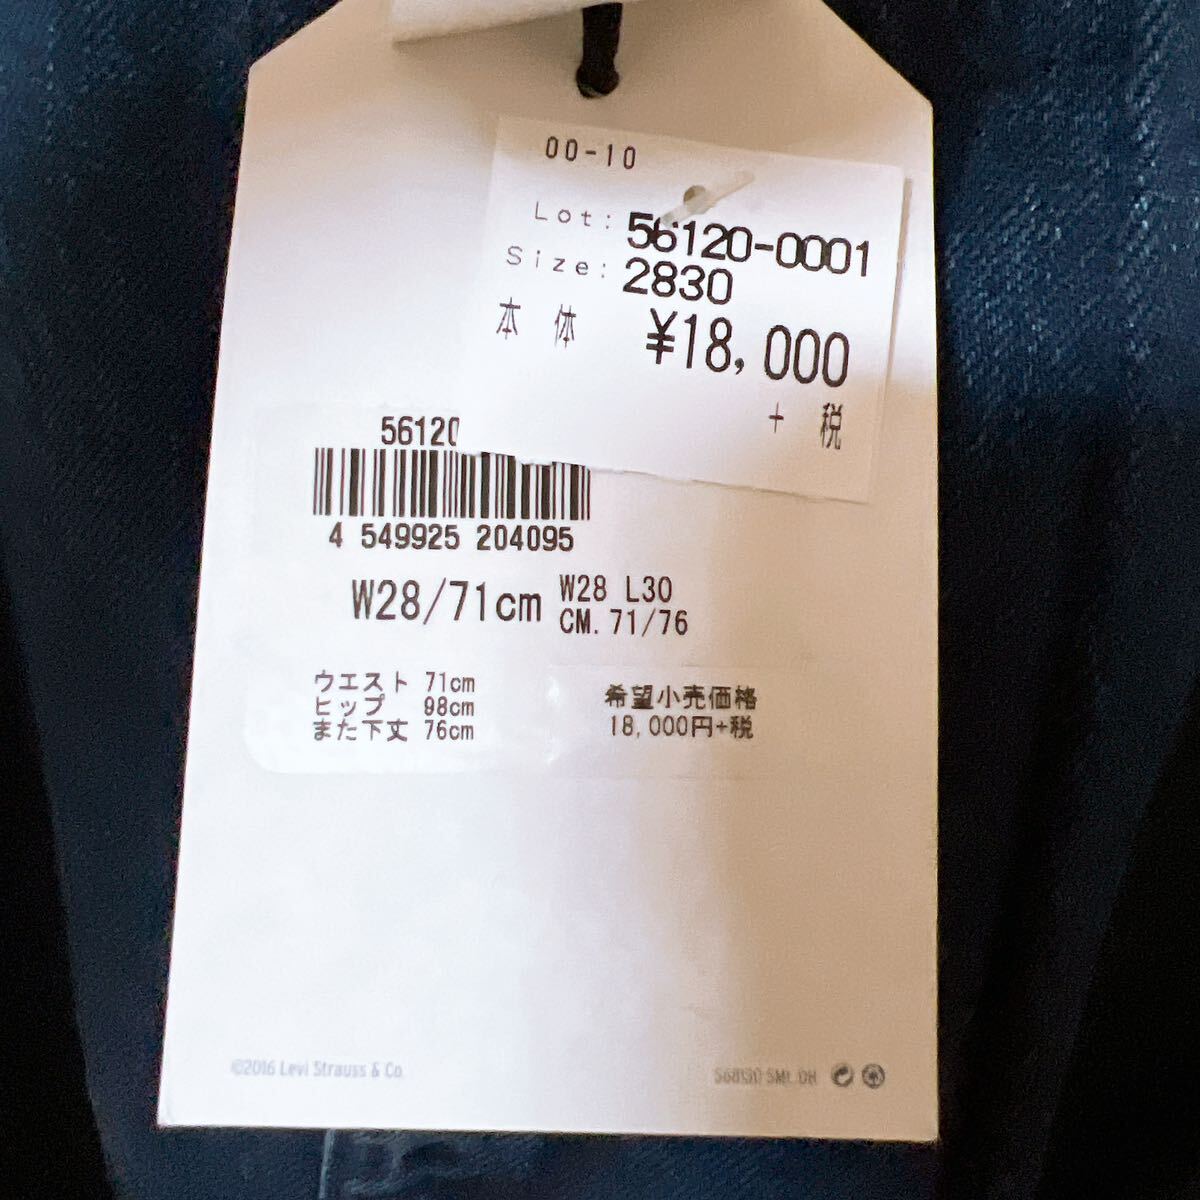 00-10
Lot: 56120-0001
Size: 2830
本体 ¥18,000
+ 税
56120
4 549925 204095
W28/71cm
W28 L30
CM. 71/76
ウエスト 71cm
ヒップ 98cm
また下丈 76cm
希望小売価格
18,000円+税
©2016 Levi Strauss & Co.